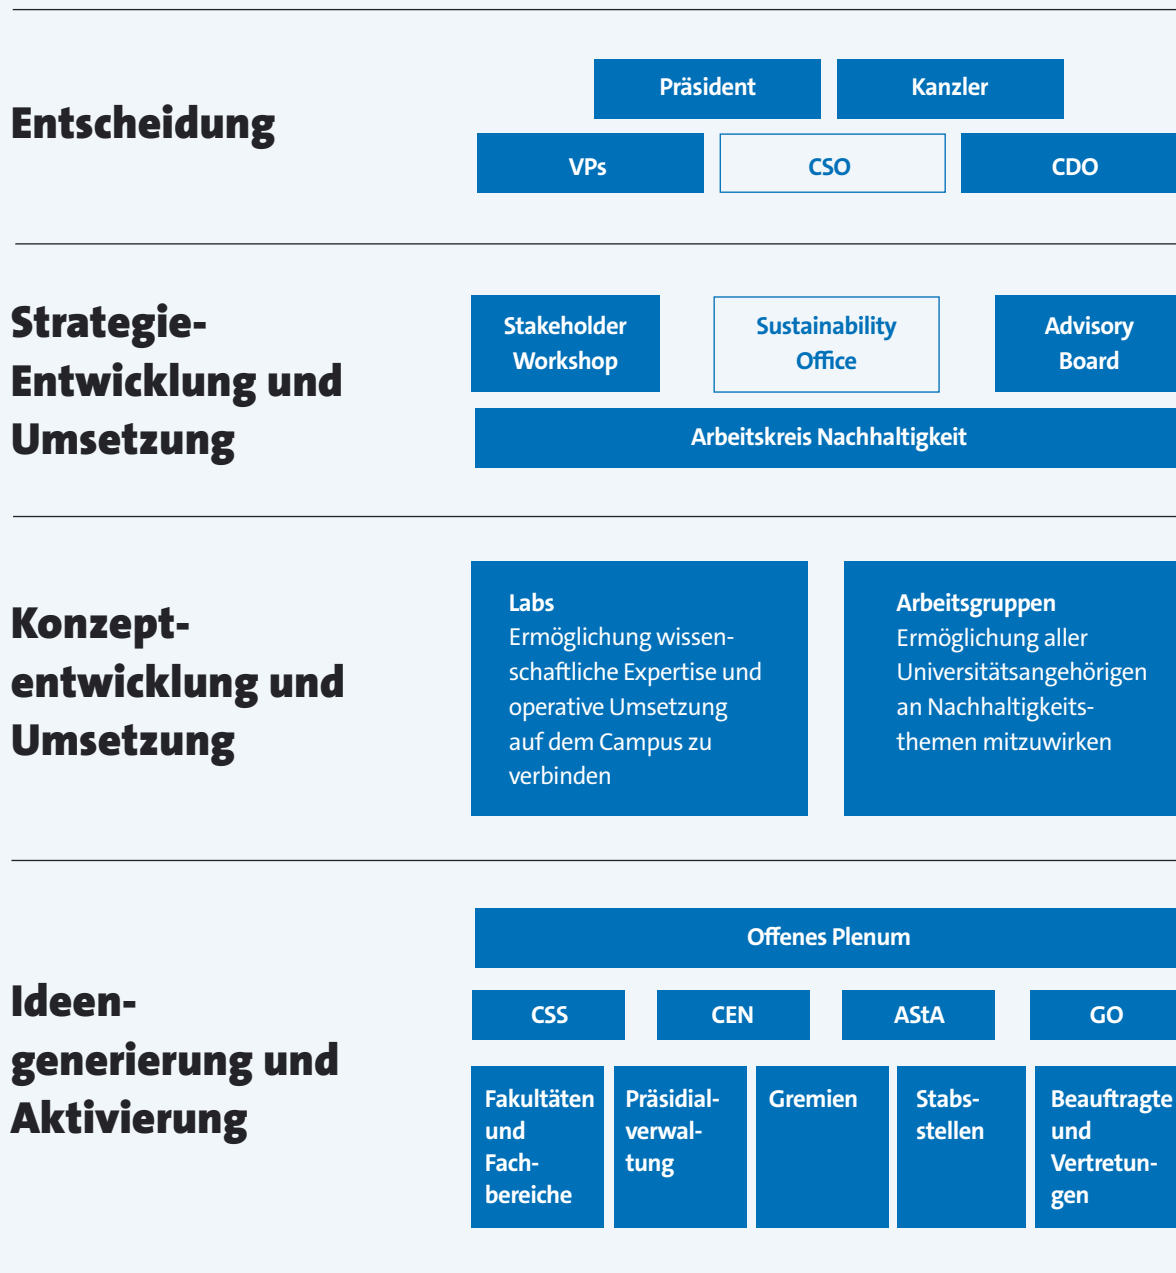 Entscheidung
Präsident
Kanzler
VPs
CSO
CDO
Strategie-
Entwicklung und
Umsetzung
Stakeholder
Workshop
Sustainability
Office
Advisory
Board
Arbeitskreis Nachhaltigkeit
Konzept-
entwicklung und
Umsetzung
Labs
Ermöglichung wissen-
schaftliche Expertise und
operative Umsetzung
auf dem Campus zu
verbinden
Arbeitsgruppen
Ermöglichung aller
Universitätsangehörigen
an Nachhaltigkeits-
themen mitzuwirken
Ideen-
generierung und
Aktivierung
Offenes Plenum
CSS
CEN
AStA
GO
Fakultäten
und
Fach-
bereiche
Präsidial-
verwal-
tung
Gremien
Stabs-
stellen
Beauftragte
und
Vertretun-
gen